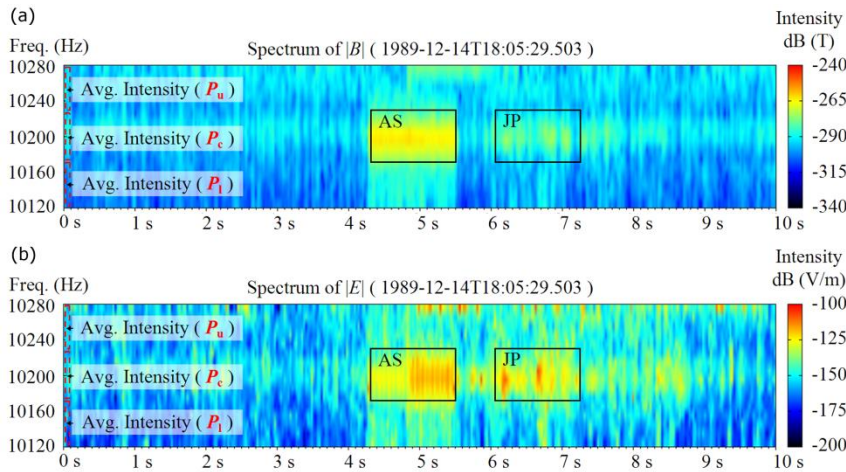 (a)
Freq. (Hz) Spectrum of |B| ( 1989-12-14T18:05:29.503 ) Intensity dB (T)
10280 -240
Avg. Intensity ( Pu )
10240 -265
AS JP
10200 Avg. Intensity ( Pc ) -290
10160 -315
Avg. Intensity ( Pl )
10120 -340
0 s 1 s 2 s 3 s 4 s 5 s 6 s 7 s 8 s 9 s 10 s
(b)
Freq. (Hz) Spectrum of |E| ( 1989-12-14T18:05:29.503 ) Intensity dB (V/m)
10280 -100
Avg. Intensity ( Pu )
10240 -125
AS JP
10200 Avg. Intensity ( Pc ) -150
10160 -175
Avg. Intensity ( Pl )
10120 -200
0 s 1 s 2 s 3 s 4 s 5 s 6 s 7 s 8 s 9 s 10 s